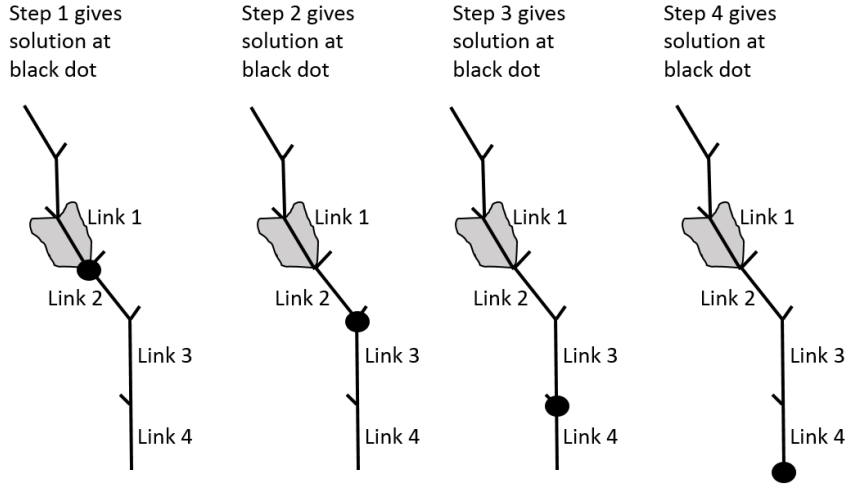 Step 1 gives
solution at
black dot
Step 2 gives
solution at
black dot
Step 3 gives
solution at
black dot
Step 4 gives
solution at
black dot
Link 1
Link 2
Link 3
Link 4
Link 1
Link 2
Link 3
Link 4
Link 1
Link 2
Link 3
Link 4
Link 1
Link 2
Link 3
Link 4